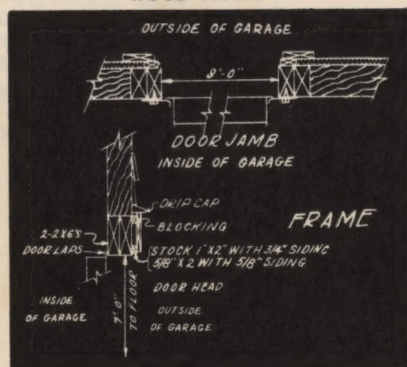 OUTSIDE OF GARAGE
9'-0"
DOOR JAMB
INSIDE OF GARAGE
DRIP CAP
2-2X6'S
BLOCKING
FRAME
DOOR LAPS
STOCK 1"X2" WITH 3/4" SIDING
5/8" X 2 WITH 5/8" SIDING
DOOR HEAD
INSIDE
OF GARAGE
7'-0"
TO FLOOR
OUTSIDE
OF GARAGE